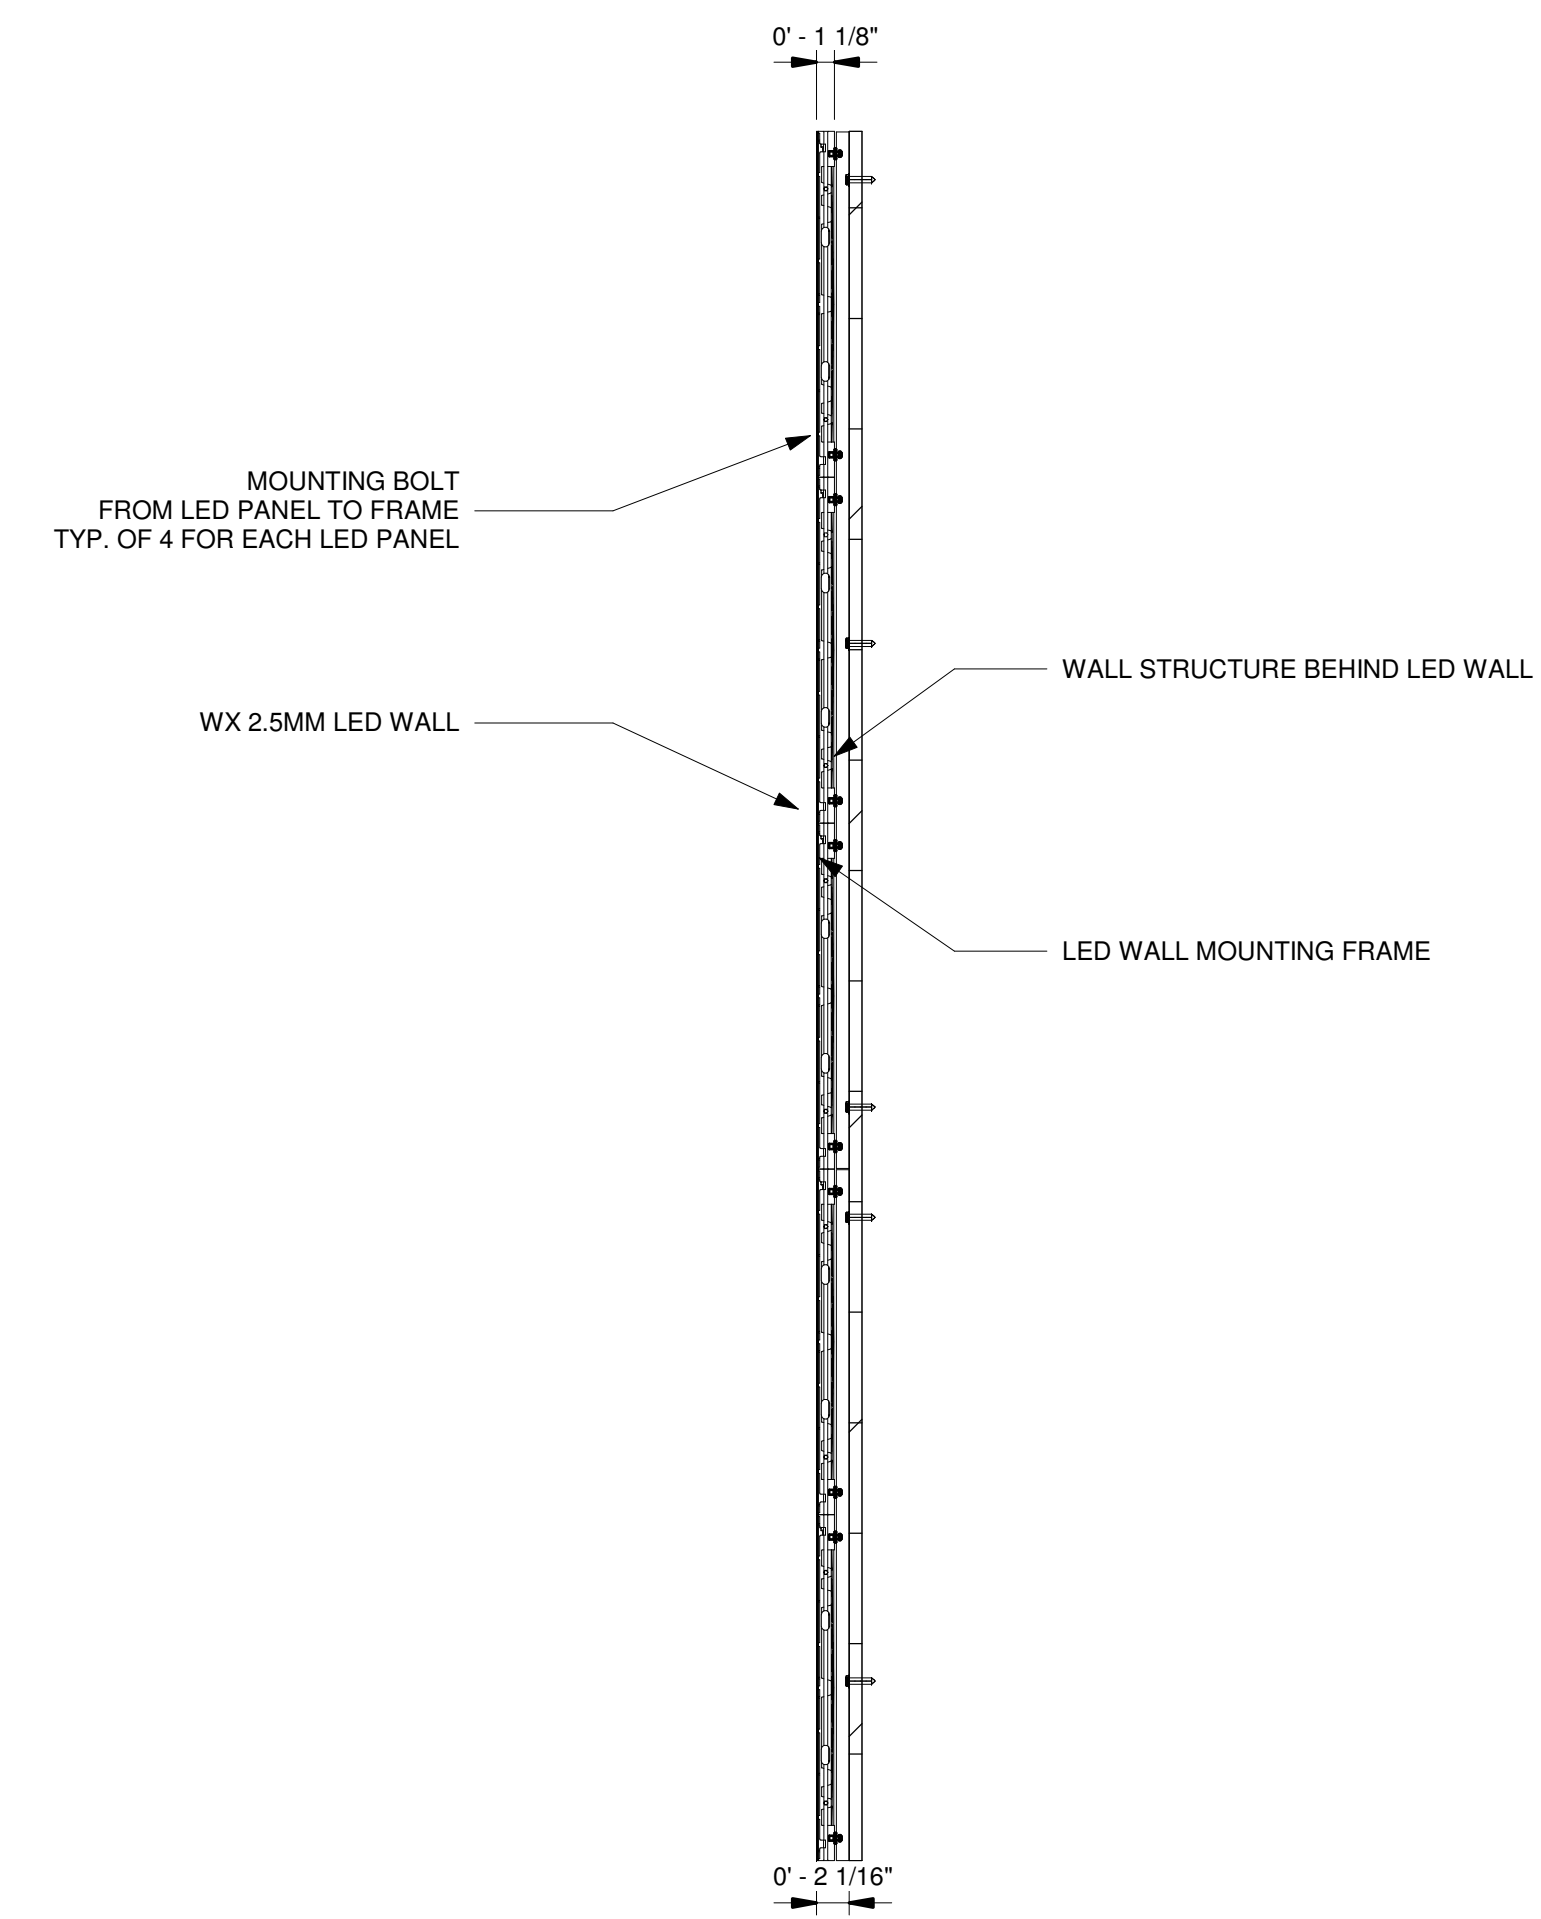 0' - 1 1/8"
MOUNTING BOLT
FROM LED PANEL TO FRAME
TYP. OF 4 FOR EACH LED PANEL
WALL STRUCTURE BEHIND LED WALL
WX 2.5MM LED WALL
LED WALL MOUNTING FRAME
0' - 2 1/16"